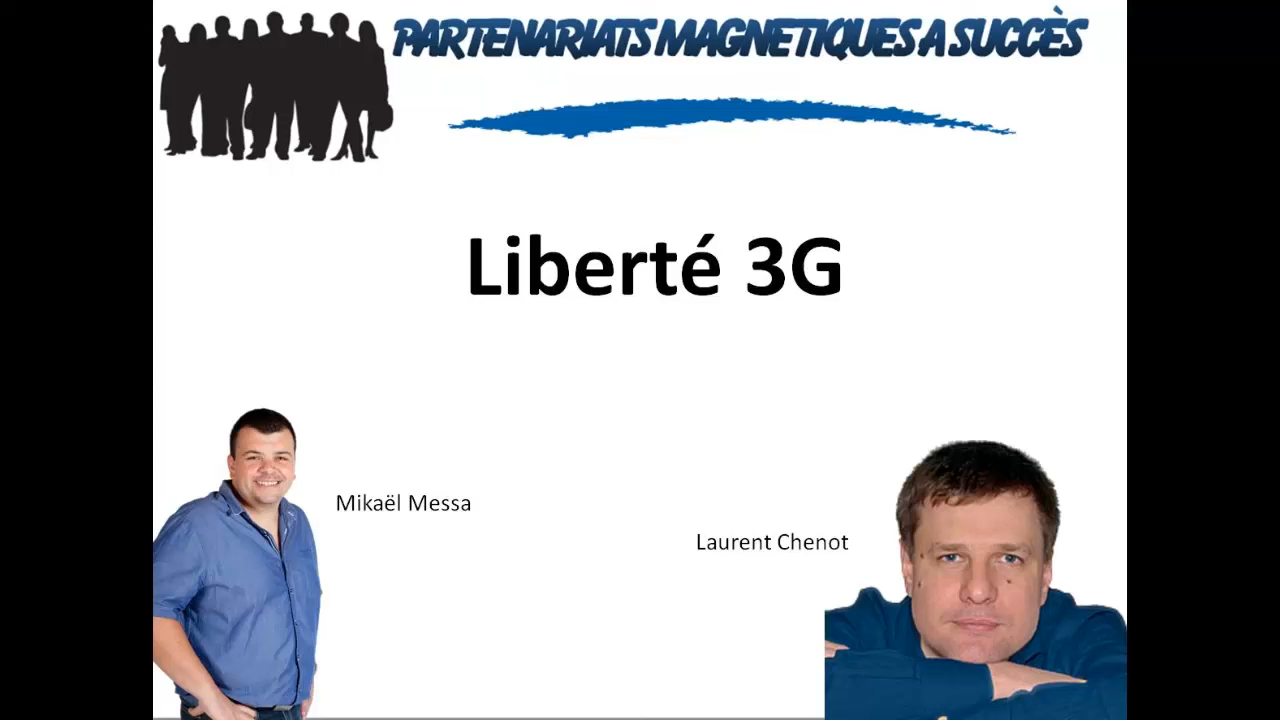 PARTENARIATS MAGNETIQUES A SUCCÈS
Liberté 3G
Mikaël Messa
Laurent Chenot